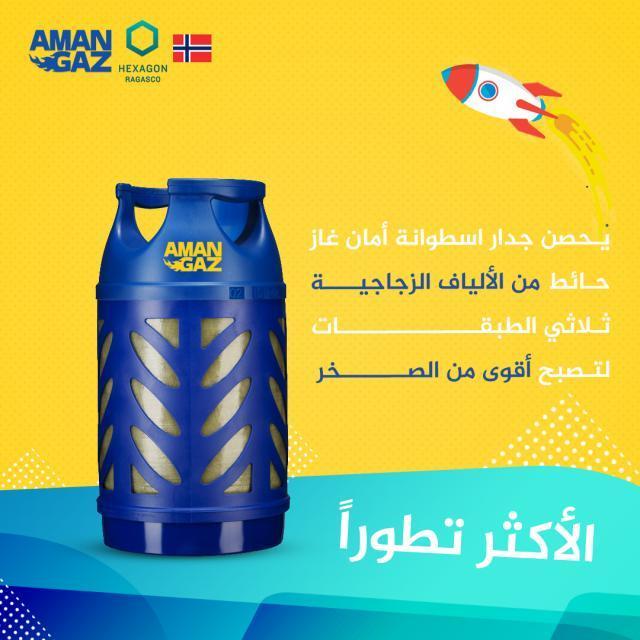 AMAN
GAZ
HEXAGON
RAGASCO
يحصن جدار اسطوانة أمان غاز
حائط من الألياف الزجاجية
ثلاثي الطبقات
لتصبح أقوى من الصخر
AMAN
GAZ
الأكثر تطوراً